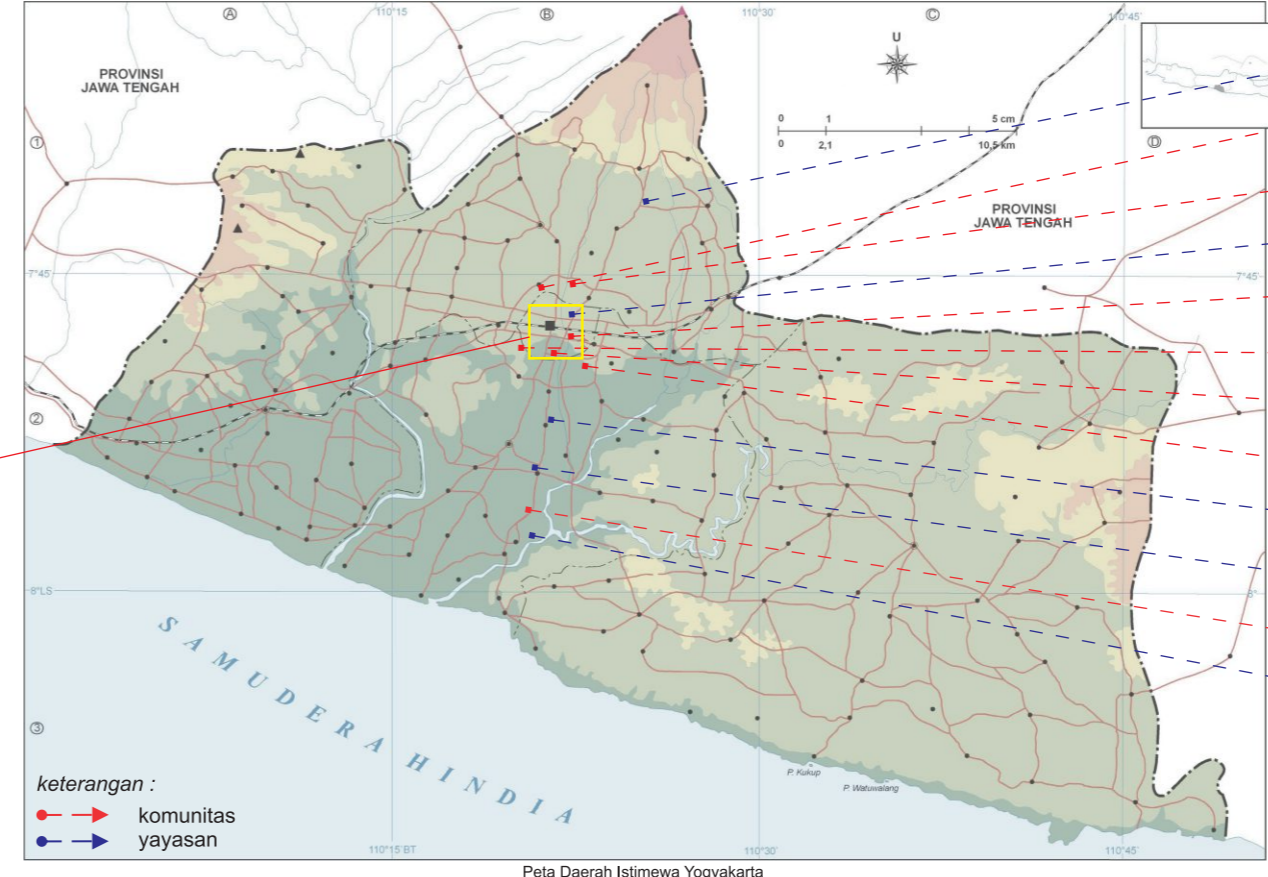 Ⓐ
110°15'
Ⓑ
110°30'
Ⓒ
110°45'
PROVINSI
JAWA TENGAH
U
0 1 5 cm
0 2,1 10,5 km
①
Ⓓ
PROVINSI
JAWA TENGAH
7°45'
7°45'
②
8°LS
8°
SAMUDERA HINDIA
③
P. Kukup
P. Watuwalang
keterangan :
komunitas
yayasan
110°15'BT
110°30'
110°45'
Peta Daerah Istimewa Yogyakarta